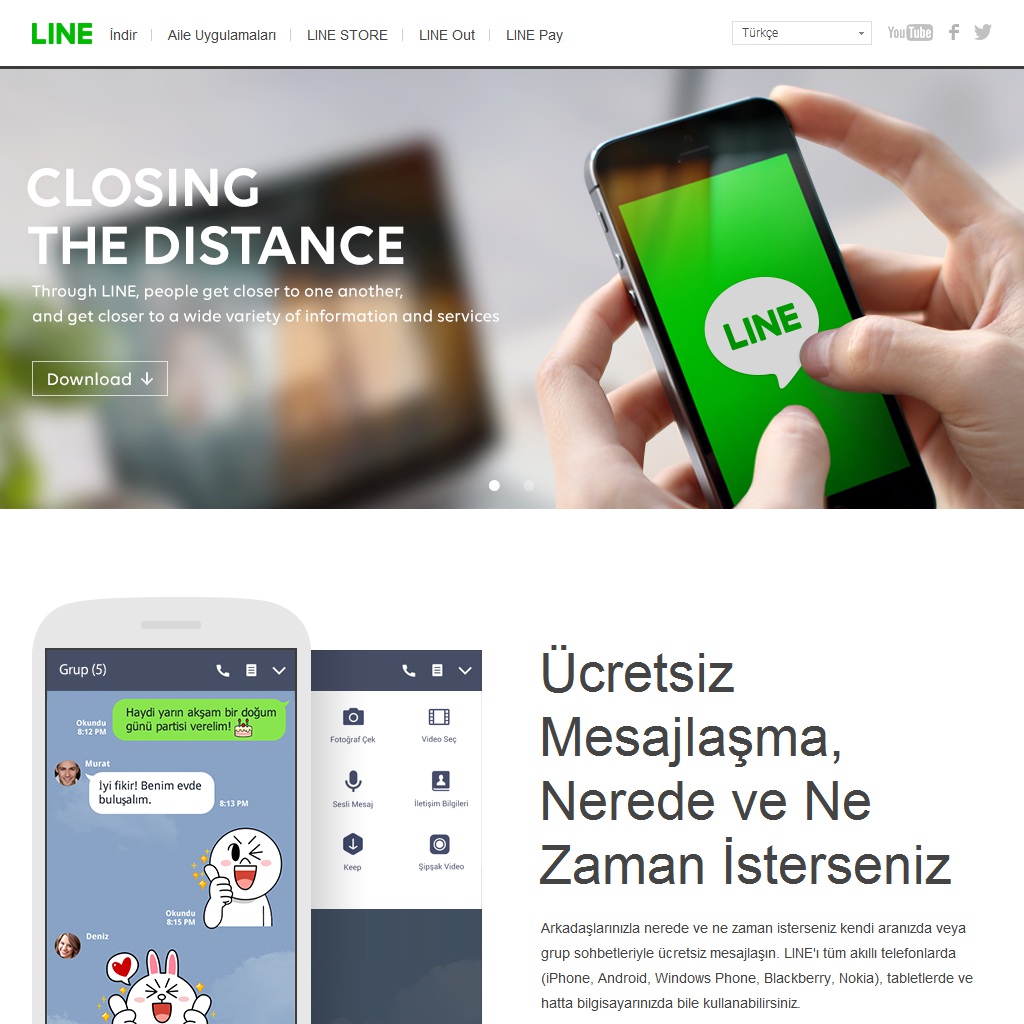 LINE
İndir
Aile Uygulamaları
LINE STORE
LINE Out
LINE Pay
Türkçe
YouTube
CLOSING
THE DISTANCE
Through LINE, people get closer to one another,
and get closer to a wide variety of information and services
Download
LINE
Grup (5)
Haydi yarın akşam bir doğum
günü partisi verelim!
Okundu
8:12 PM
Murat
İyi fikir! Benim evde
buluşalım.
8:13 PM
Okundu
8:15 PM
Deniz
Fotoğraf Çek
Video Seç
Sesli Mesaj
İletişim Bilgileri
Keep
Şipşak Video
Ücretsiz
Mesajlaşma,
Nerede ve Ne
Zaman İsterseniz
Arkadaşlarınızla nerede ve ne zaman isterseniz kendi aranızda veya
grup sohbetleriyle ücretsiz mesajlaşın. LINE'ı tüm akıllı telefonlarda
(iPhone, Android, Windows Phone, Blackberry, Nokia), tabletlerde ve
hatta bilgisayarınızda bile kullanabilirsiniz.